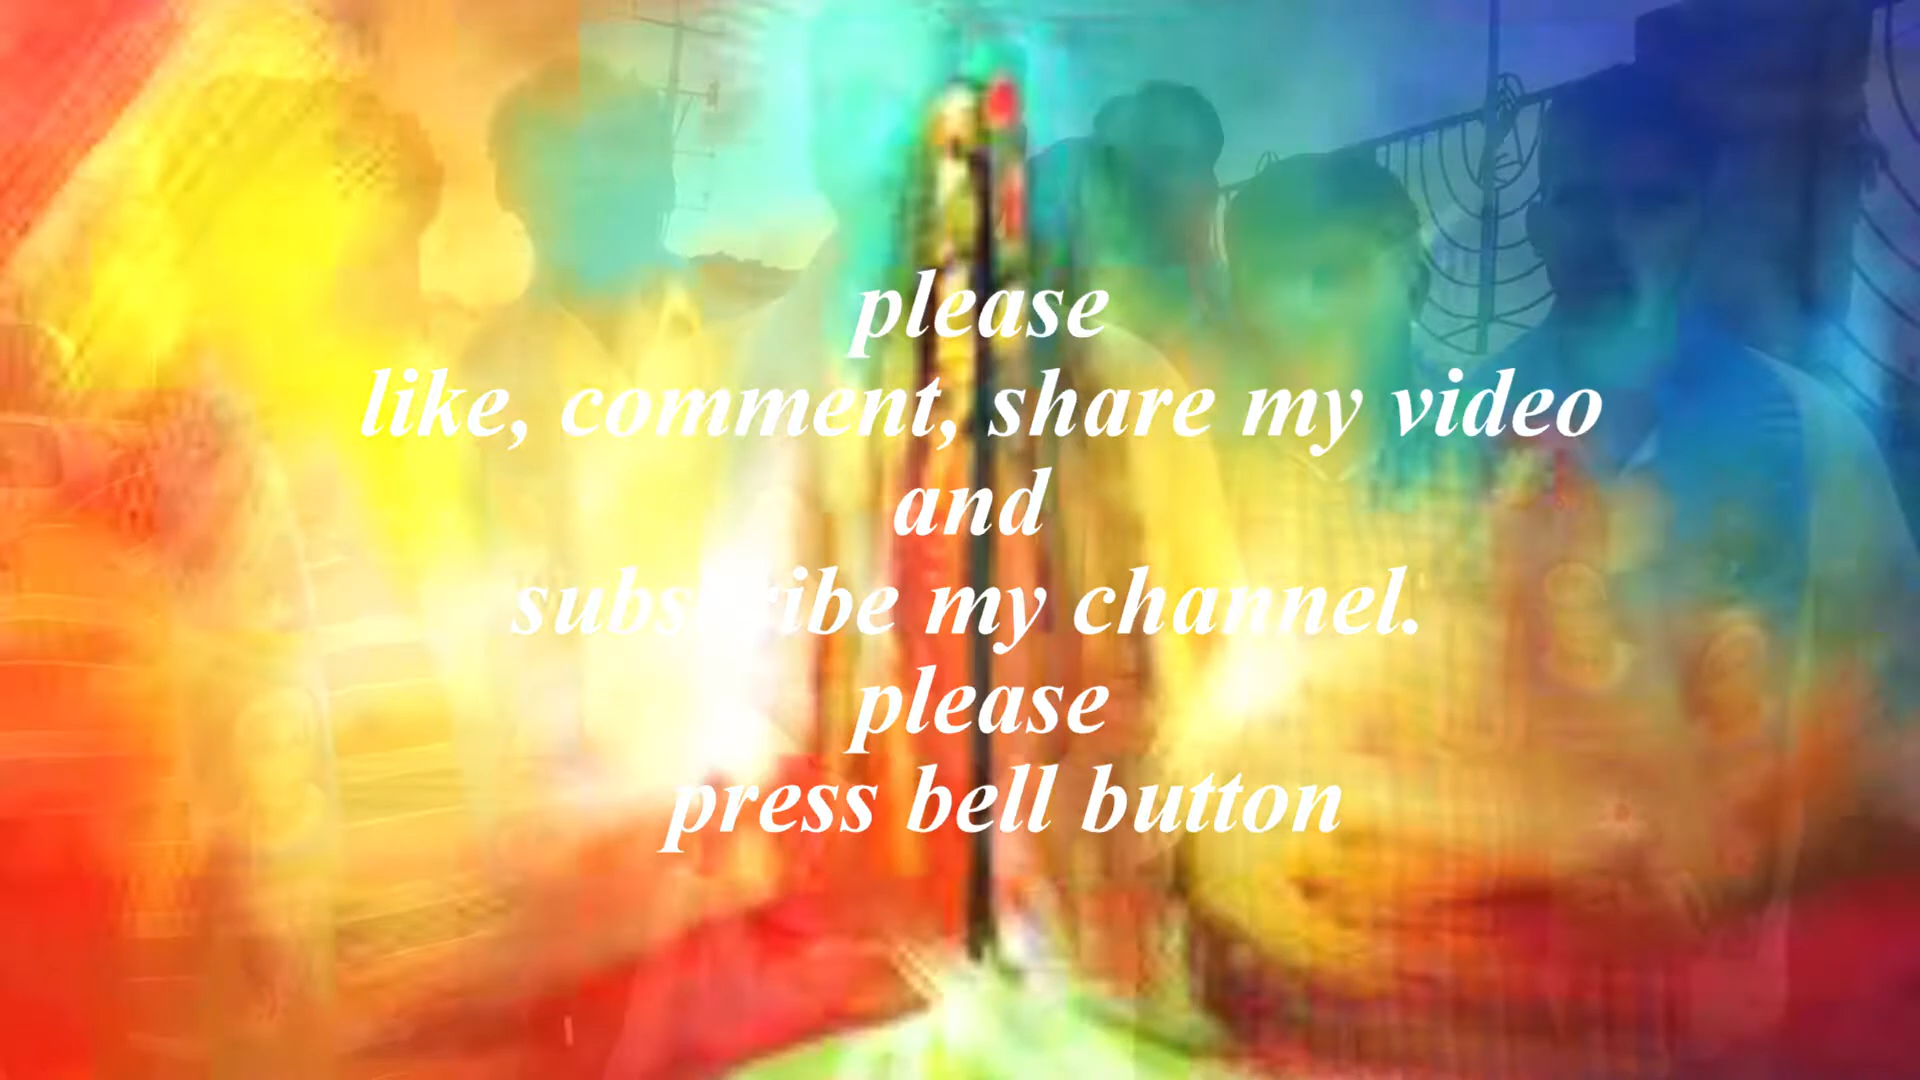 please
like, comment, share my video
and
subscribe my channel.
please
press bell button